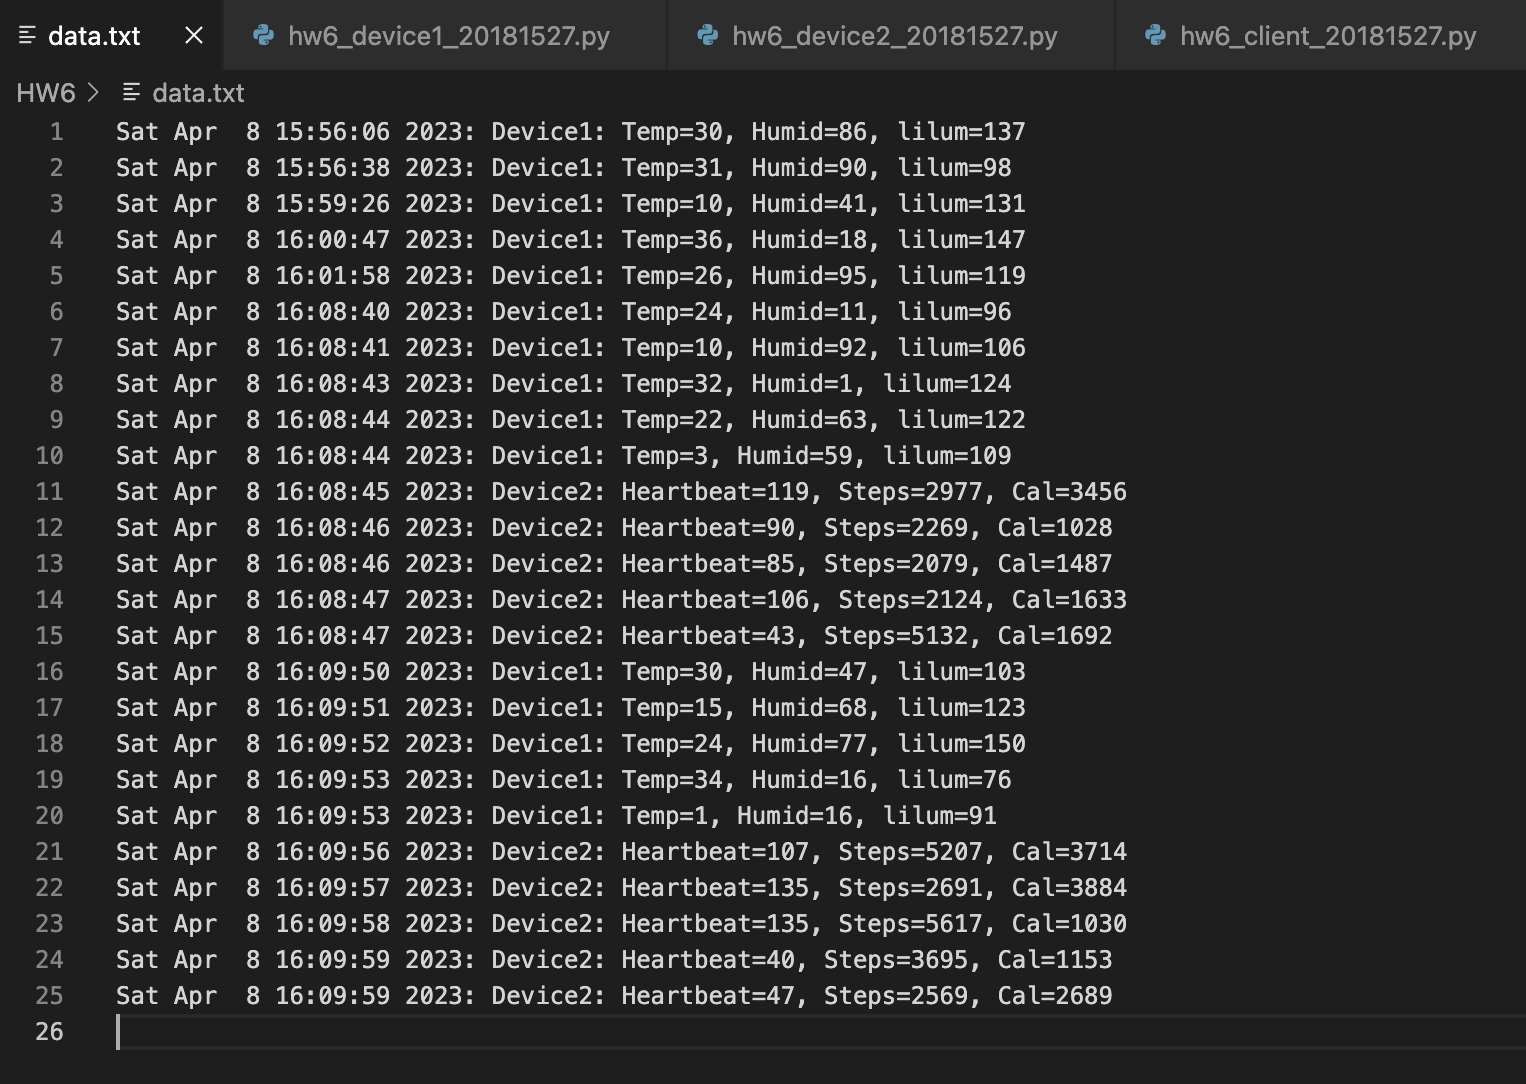 data.txt hw6_device1_20181527.py hw6_device2_20181527.py hw6_client_20181527.py
HW6 > data.txt
1 Sat Apr  8 15:56:06 2023: Device1: Temp=30, Humid=86, lilum=137
2 Sat Apr  8 15:56:38 2023: Device1: Temp=31, Humid=90, lilum=98
3 Sat Apr  8 15:59:26 2023: Device1: Temp=10, Humid=41, lilum=131
4 Sat Apr  8 16:00:47 2023: Device1: Temp=36, Humid=18, lilum=147
5 Sat Apr  8 16:01:58 2023: Device1: Temp=26, Humid=95, lilum=119
6 Sat Apr  8 16:08:40 2023: Device1: Temp=24, Humid=11, lilum=96
7 Sat Apr  8 16:08:41 2023: Device1: Temp=10, Humid=92, lilum=106
8 Sat Apr  8 16:08:43 2023: Device1: Temp=32, Humid=1, lilum=124
9 Sat Apr  8 16:08:44 2023: Device1: Temp=22, Humid=63, lilum=122
10 Sat Apr  8 16:08:44 2023: Device1: Temp=3, Humid=59, lilum=109
11 Sat Apr  8 16:08:45 2023: Device2: Heartbeat=119, Steps=2977, Cal=3456
12 Sat Apr  8 16:08:46 2023: Device2: Heartbeat=90, Steps=2269, Cal=1028
13 Sat Apr  8 16:08:46 2023: Device2: Heartbeat=85, Steps=2079, Cal=1487
14 Sat Apr  8 16:08:47 2023: Device2: Heartbeat=106, Steps=2124, Cal=1633
15 Sat Apr  8 16:08:47 2023: Device2: Heartbeat=43, Steps=5132, Cal=1692
16 Sat Apr  8 16:09:50 2023: Device1: Temp=30, Humid=47, lilum=103
17 Sat Apr  8 16:09:51 2023: Device1: Temp=15, Humid=68, lilum=123
18 Sat Apr  8 16:09:52 2023: Device1: Temp=24, Humid=77, lilum=150
19 Sat Apr  8 16:09:53 2023: Device1: Temp=34, Humid=16, lilum=76
20 Sat Apr  8 16:09:53 2023: Device1: Temp=1, Humid=16, lilum=91
21 Sat Apr  8 16:09:56 2023: Device2: Heartbeat=107, Steps=5207, Cal=3714
22 Sat Apr  8 16:09:57 2023: Device2: Heartbeat=135, Steps=2691, Cal=3884
23 Sat Apr  8 16:09:58 2023: Device2: Heartbeat=135, Steps=5617, Cal=1030
24 Sat Apr  8 16:09:59 2023: Device2: Heartbeat=40, Steps=3695, Cal=1153
25 Sat Apr  8 16:09:59 2023: Device2: Heartbeat=47, Steps=2569, Cal=2689
26